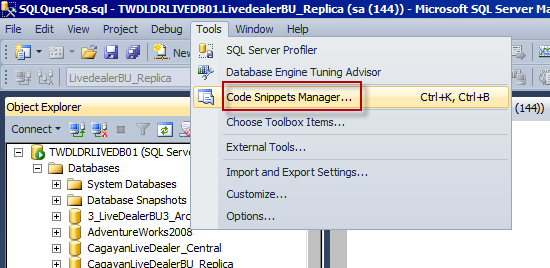 SQLQuery58.sql - TWDLDRLIVEDB01.LivedealerBU_Replica (sa (144)) - Microsoft SQL Server Ma
File Edit View Project Debug Tools Window Help
New Query
LivedealerBU_Replica
Object Explorer
Connect
TWDLDRLIVEDB01 (SQL Serve
Databases
System Databases
Database Snapshots
3_LiveDealerBU3_Arc
AdventureWorks2008
CagayanLiveDealer_Central
CagayanLiveDealerBU_Replica
SQL Server Profiler
Database Engine Tuning Advisor
Code Snippets Manager... Ctrl+K, Ctrl+B
Choose Toolbox Items...
External Tools...
Import and Export Settings...
Customize...
Options...
(144))